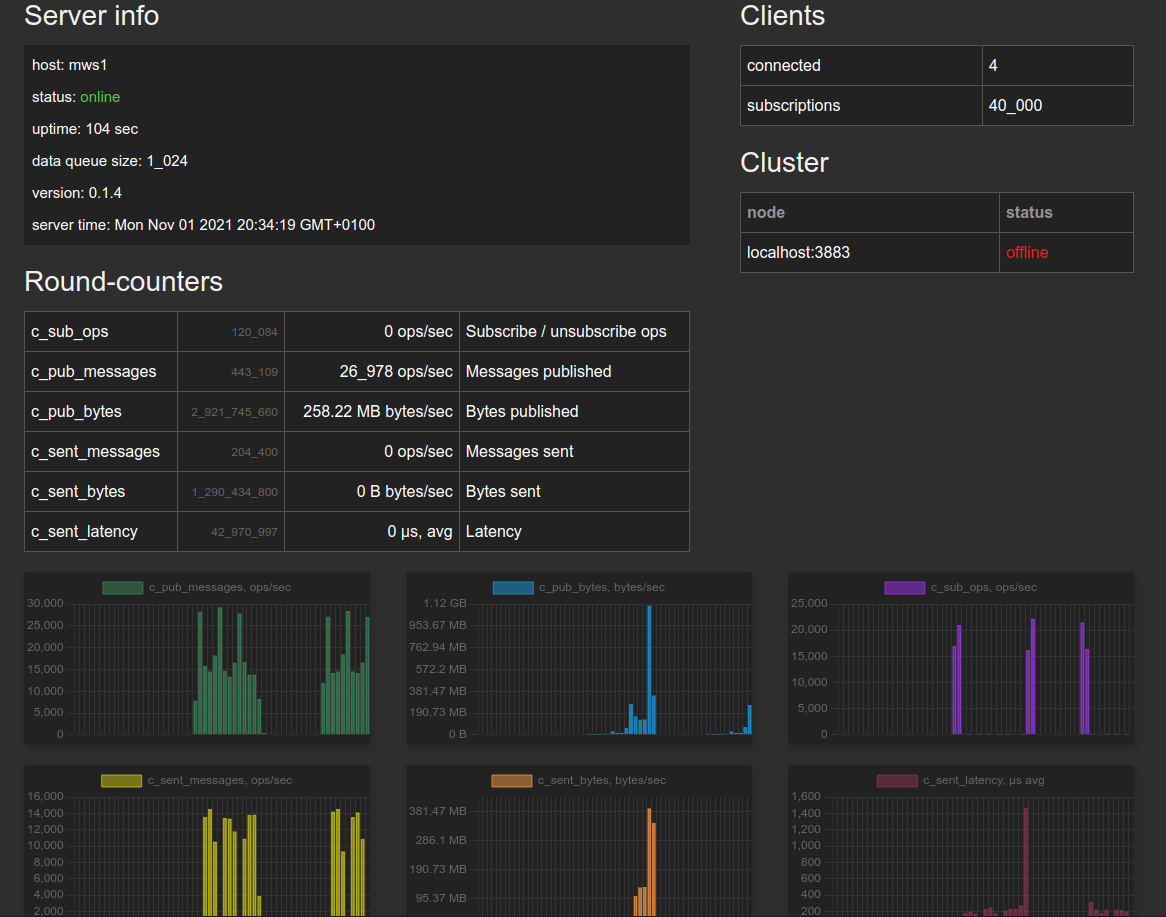 Server info
host: mws1
status: online
uptime: 104 sec
data queue size: 1_024
version: 0.1.4
server time: Mon Nov 01 2021 20:34:19 GMT+0100
Clients
connected 4
subscriptions 40_000
Cluster
node status
localhost:3883 offline
Round-counters
c_sub_ops 120_084 0 ops/sec Subscribe / unsubscribe ops
c_pub_messages 443_109 26_978 ops/sec Messages published
c_pub_bytes 2_921_745_660 258.22 MB bytes/sec Bytes published
c_sent_messages 204_400 0 ops/sec Messages sent
c_sent_bytes 1_290_434_800 0 B bytes/sec Bytes sent
c_sent_latency 42_970_997 0 µs, avg Latency
c_pub_messages, ops/sec
30,000
25,000
20,000
15,000
10,000
5,000
0
c_pub_bytes, bytes/sec
1.12 GB
953.67 MB
762.94 MB
572.2 MB
381.47 MB
190.73 MB
0 B
c_sub_ops, ops/sec
25,000
20,000
15,000
10,000
5,000
0
c_sent_messages, ops/sec
16,000
14,000
12,000
10,000
8,000
6,000
4,000
2,000
c_sent_bytes, bytes/sec
381.47 MB
286.1 MB
190.73 MB
95.37 MB
c_sent_latency, µs avg
1,600
1,400
1,200
1,000
800
600
400
200